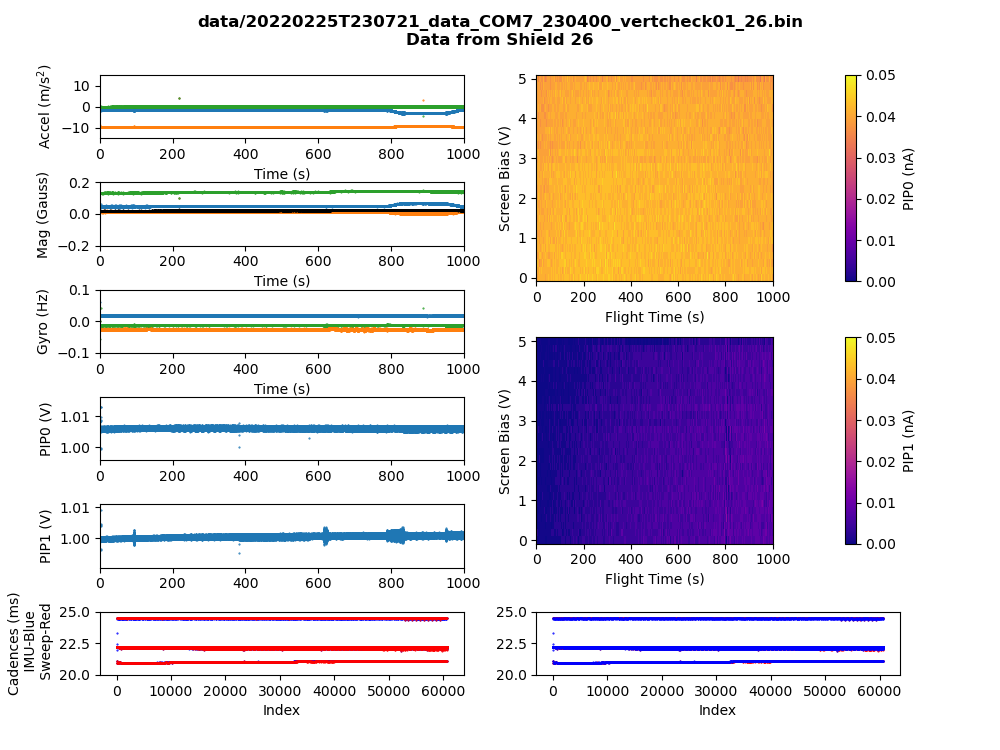 data/20220225T230721_data_COM7_230400_vertcheck01_26.bin
Data from Shield 26
Accel (m/s²)
10
0
−10
0 200 400 600 800 1000
Time (s)
Mag (Gauss)
0.2
0.0
−0.2
0 200 400 600 800 1000
Time (s)
Gyro (Hz)
0.1
0.0
−0.1
0 200 400 600 800 1000
Time (s)
PIP0 (V)
1.01
1.00
0 200 400 600 800 1000
PIP1 (V)
1.01
1.00
0 200 400 600 800 1000
Cadences (ms)
IMU-Blue
Sweep-Red
25.0
22.5
20.0
0 10000 20000 30000 40000 50000 60000
Index
Screen Bias (V)
5
4
3
2
1
0
0 200 400 600 800 1000
Flight Time (s)
0.05
0.04
0.03
0.02
0.01
0.00
PIP0 (nA)
Screen Bias (V)
5
4
3
2
1
0
0 200 400 600 800 1000
Flight Time (s)
0.05
0.04
0.03
0.02
0.01
0.00
PIP1 (nA)
25.0
22.5
20.0
0 10000 20000 30000 40000 50000 60000
Index